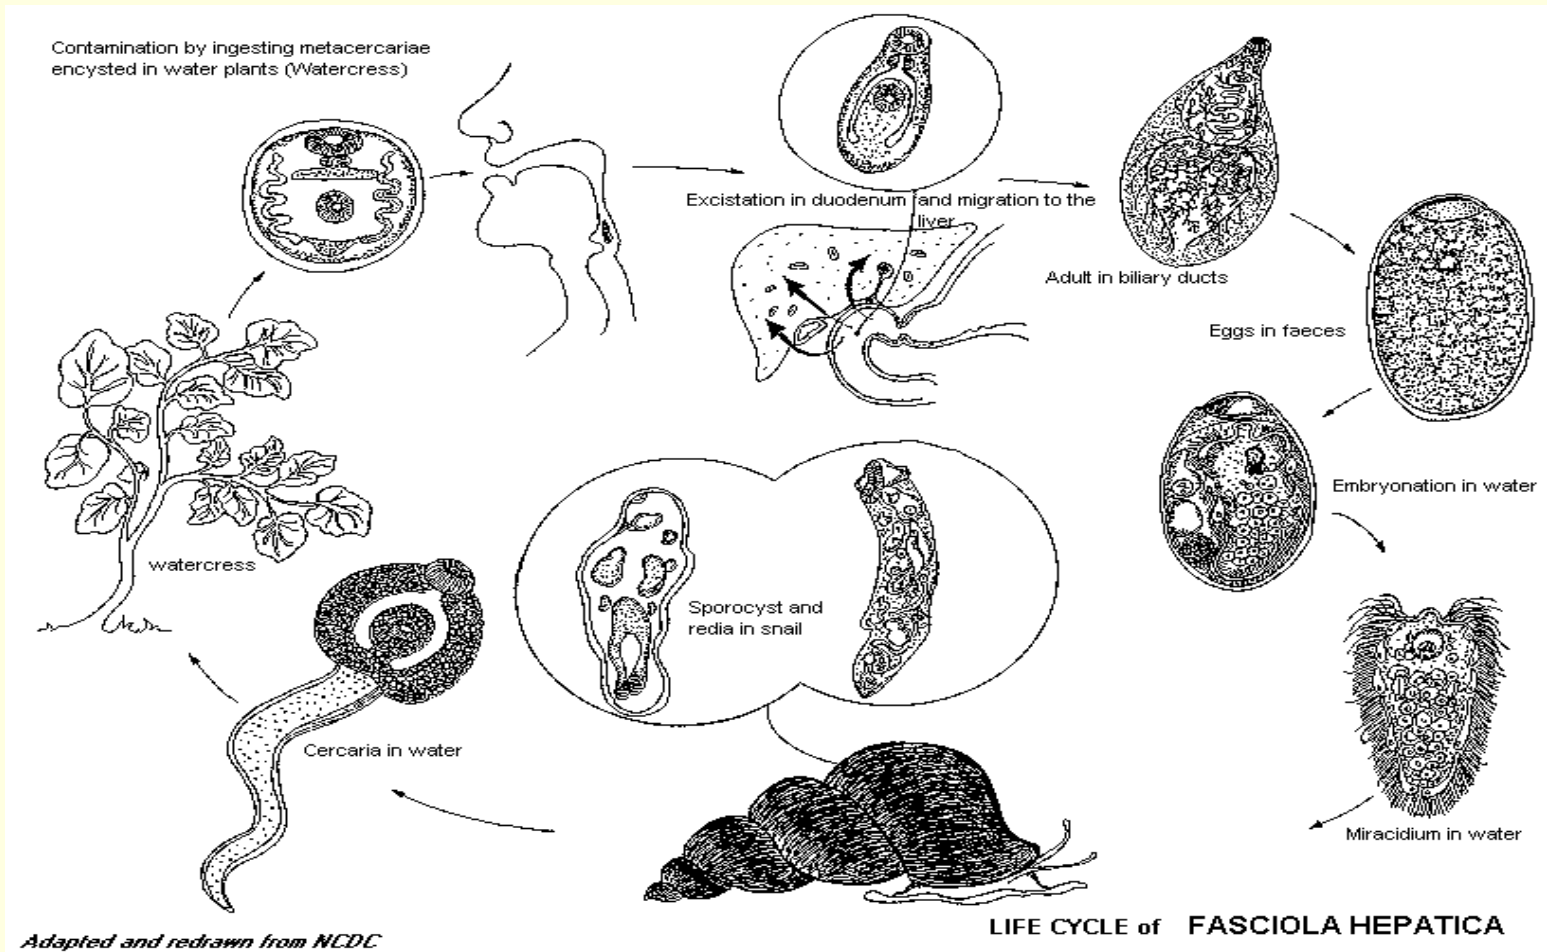 Contamination by ingesting metacercariae
encysted in water plants (Watercress)
Excistation in duodenum and migration to the
liver
Adult in biliary ducts
Eggs in faeces
Embryonation in water
watercress
Sporocyst and
redia in snail
Cercaria in water
Miracidium in water
LIFE CYCLE of FASCIOLA HEPATICA
Adapted and redrawn from NCDC